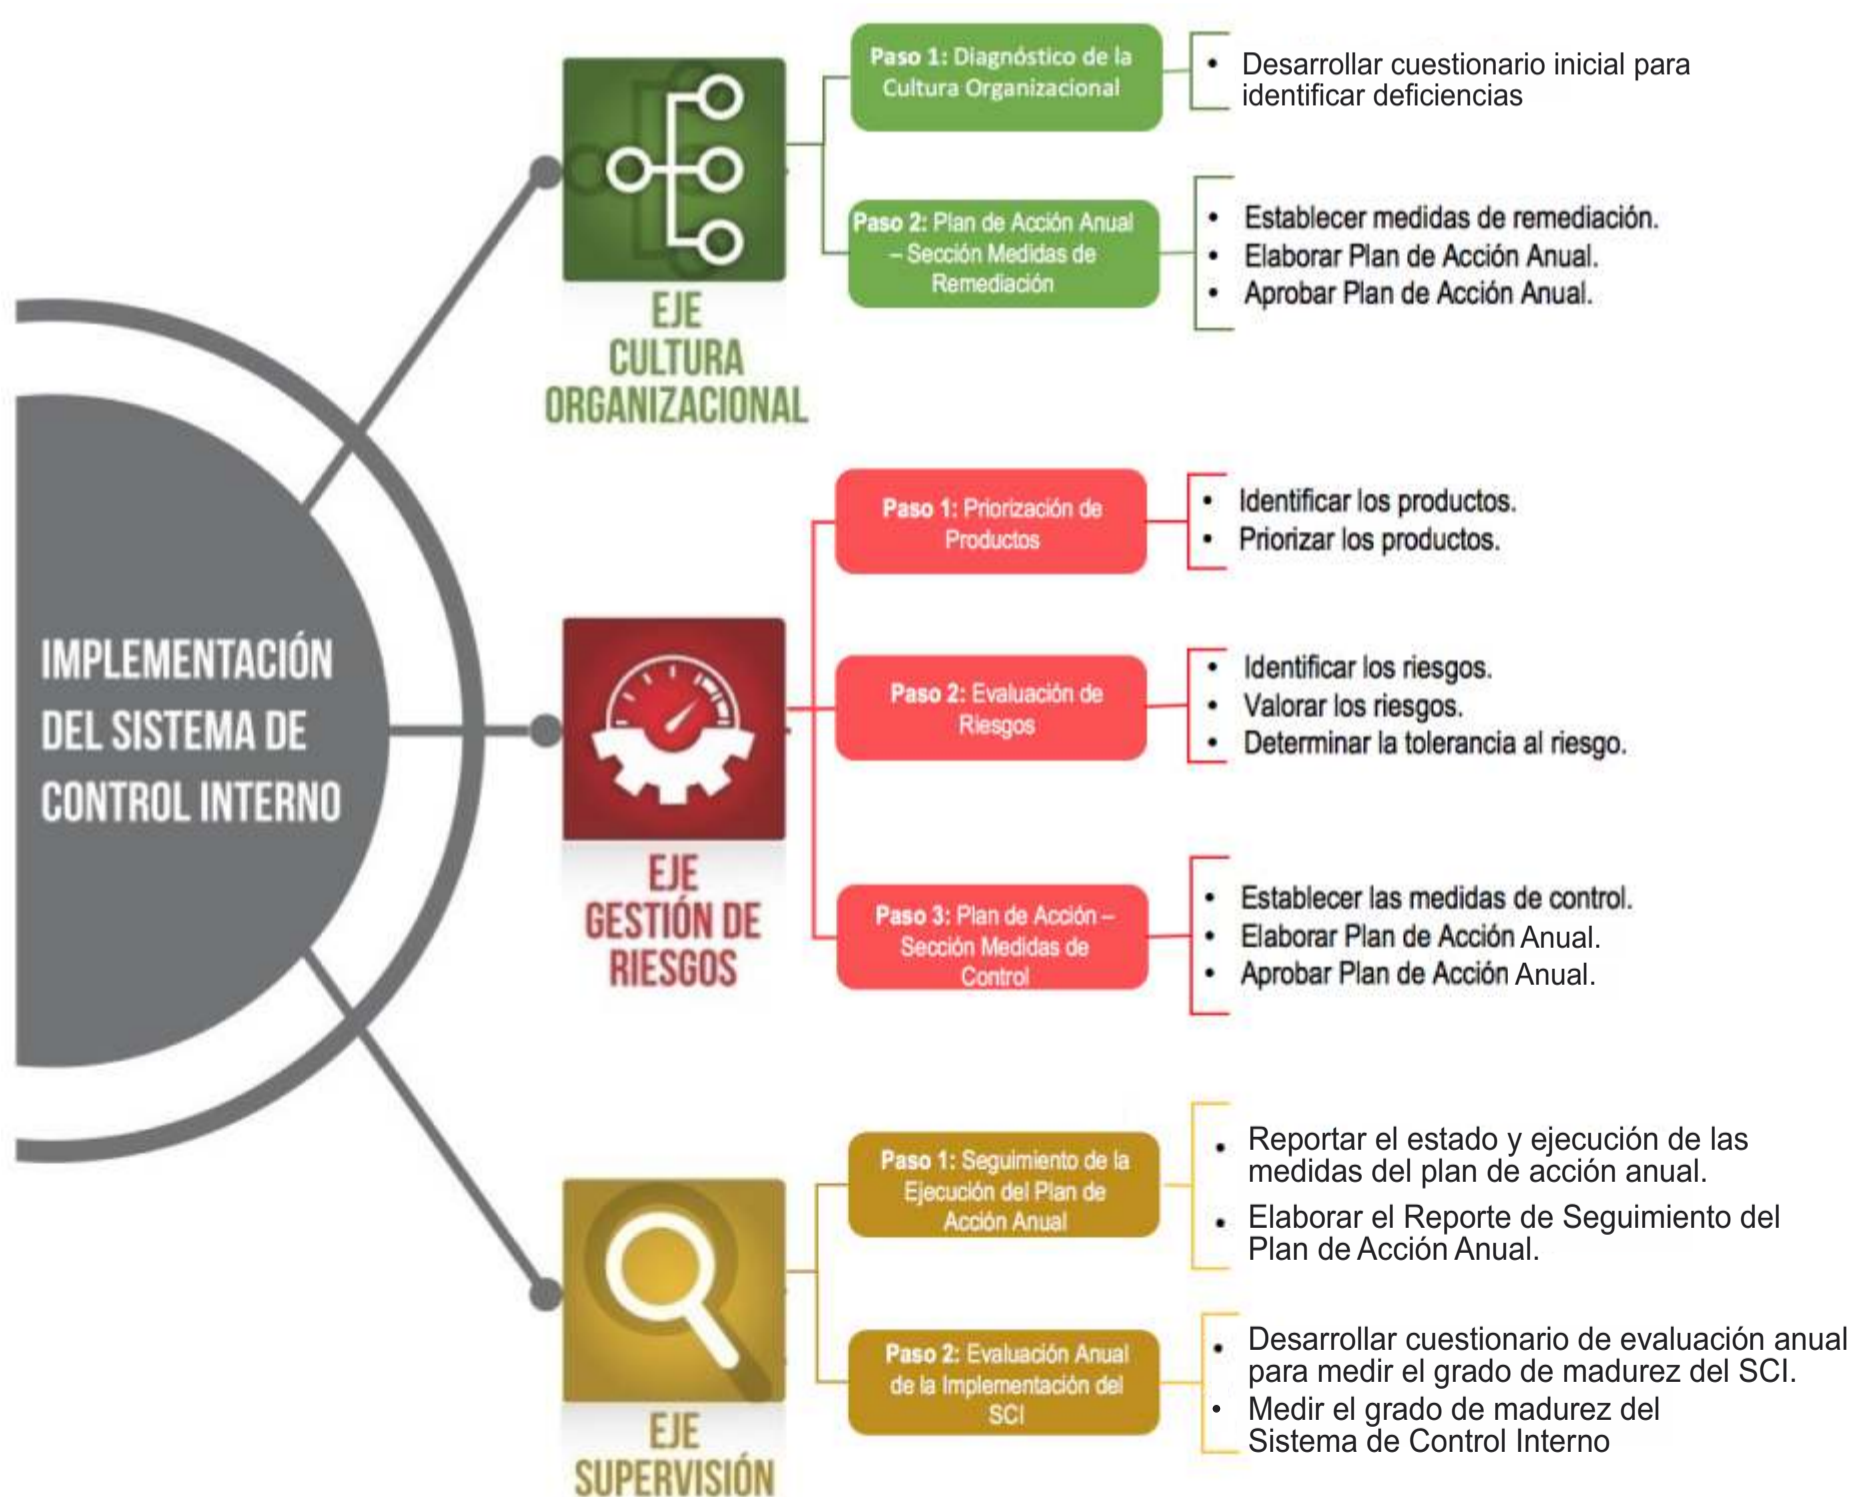 IMPLEMENTACIÓN
DEL SISTEMA DE
CONTROL INTERNO
EJE
CULTURA
ORGANIZACIONAL
Paso 1: Diagnóstico de la
Cultura Organizacional
• Desarrollar cuestionario inicial para
identificar deficiencias
Paso 2: Plan de Acción Anual
– Sección Medidas de
Remediación
• Establecer medidas de remediación.
• Elaborar Plan de Acción Anual.
• Aprobar Plan de Acción Anual.
EJE
GESTIÓN DE
RIESGOS
Paso 1: Priorización de
Productos
• Identificar los productos.
• Priorizar los productos.
Paso 2: Evaluación de
Riesgos
• Identificar los riesgos.
• Valorar los riesgos.
• Determinar la tolerancia al riesgo.
Paso 3: Plan de Acción –
Sección Medidas de
Control
• Establecer las medidas de control.
• Elaborar Plan de Acción Anual.
• Aprobar Plan de Acción Anual.
EJE
SUPERVISIÓN
Paso 1: Seguimiento de la
Ejecución del Plan de
Acción Anual
• Reportar el estado y ejecución de las
medidas del plan de acción anual.
• Elaborar el Reporte de Seguimiento del
Plan de Acción Anual.
Paso 2: Evaluación Anual
de la Implementación del
SCI
• Desarrollar cuestionario de evaluación anual
para medir el grado de madurez del SCI.
• Medir el grado de madurez del
Sistema de Control Interno